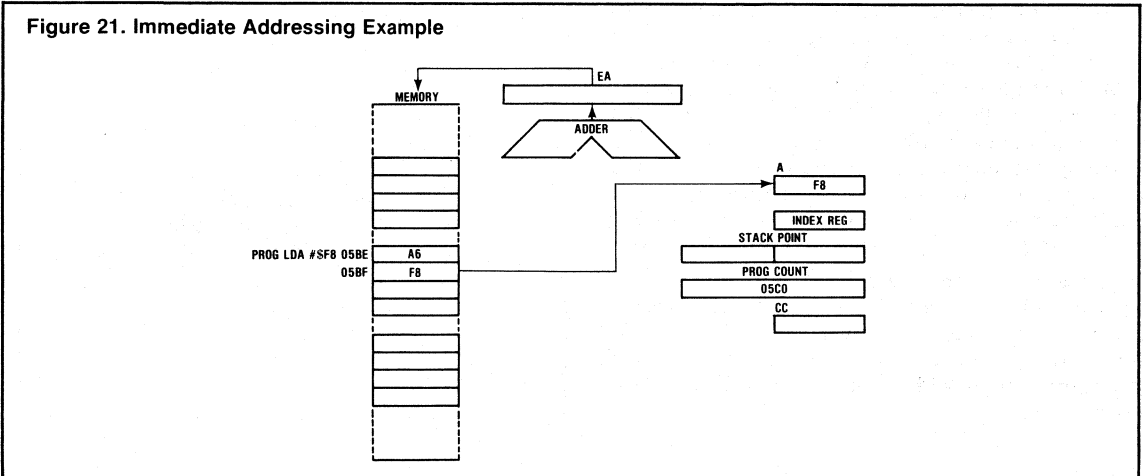 Figure 21. Immediate Addressing Example
EA
MEMORY
ADDER
A
F8
INDEX REG
STACK POINT
PROG LDA #$F8 05BE A6
05BF F8
PROG COUNT
05C0
CC